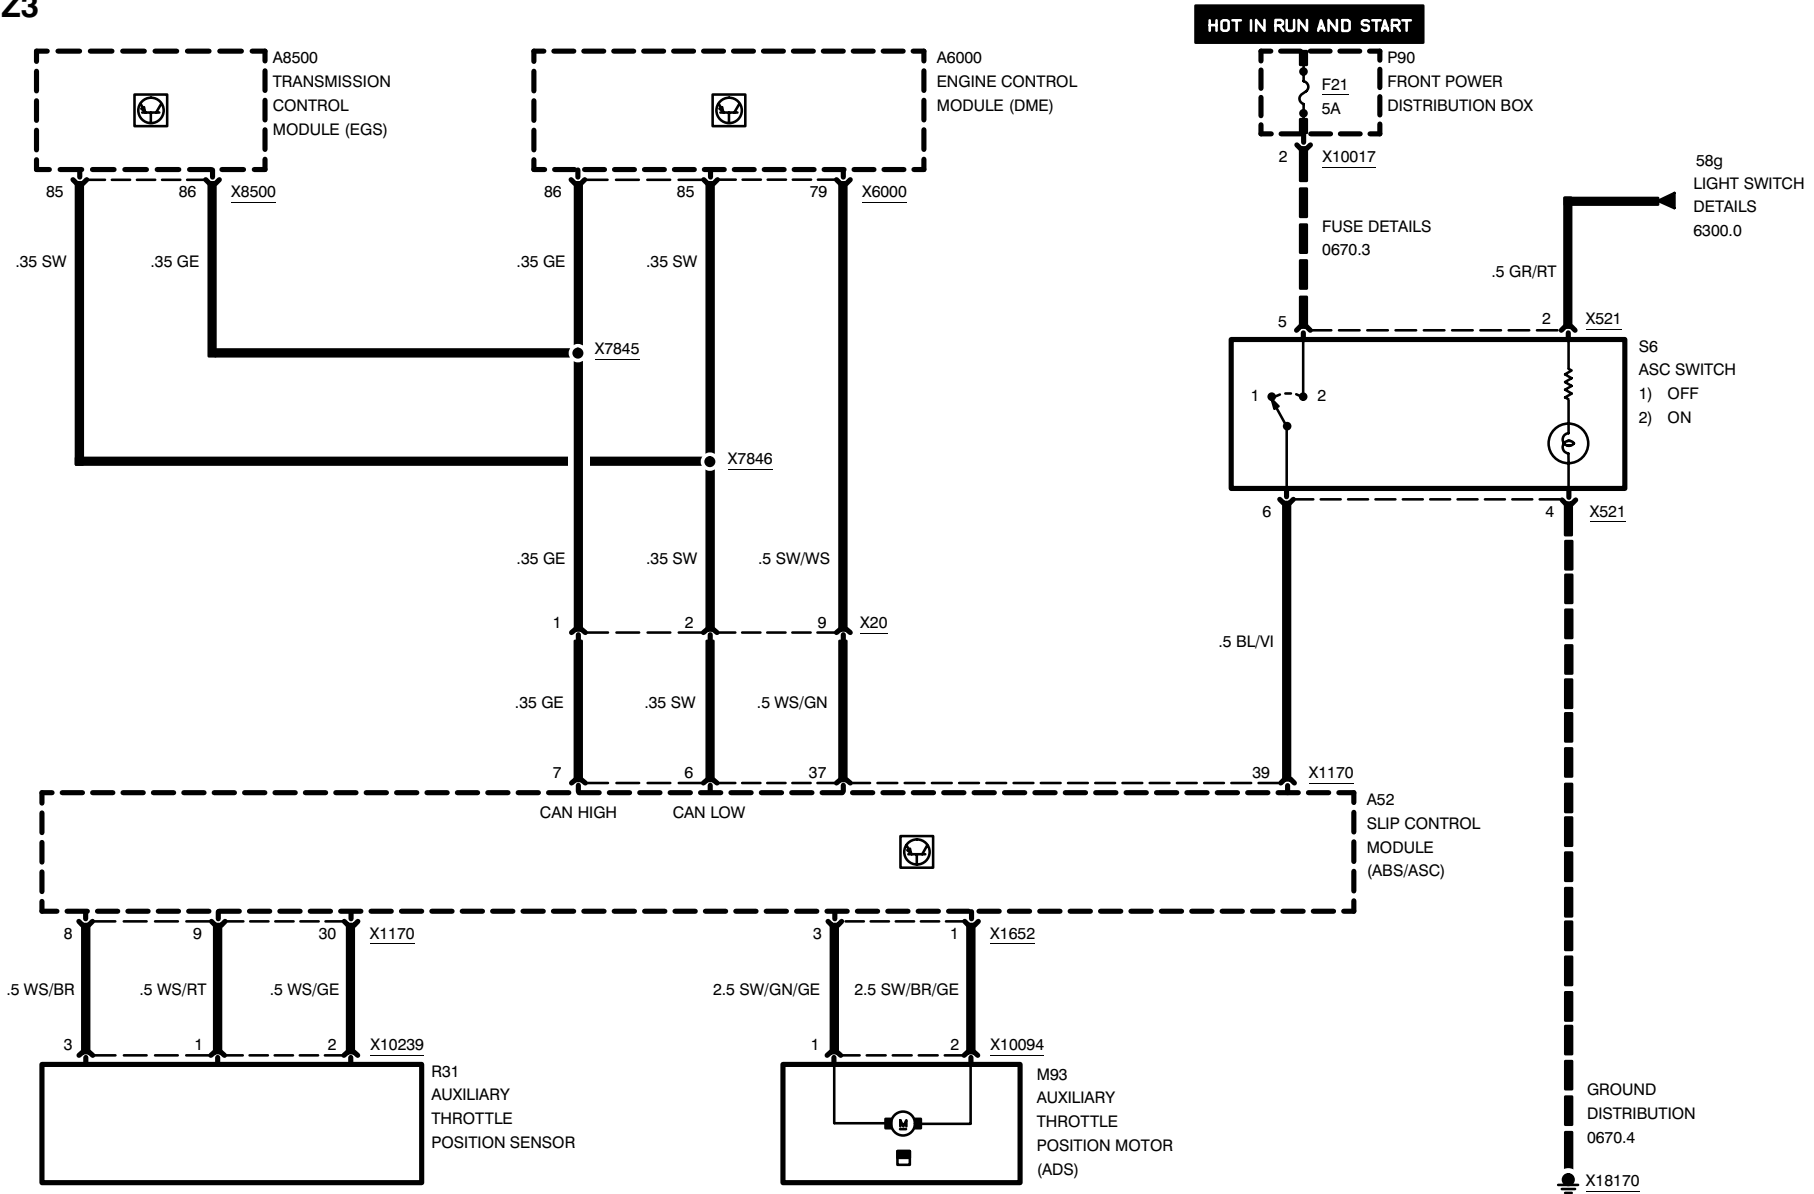 Z3
HOT IN RUN AND START
A8500
TRANSMISSION
CONTROL
MODULE (EGS)
A6000
ENGINE CONTROL
MODULE (DME)
P90
FRONT POWER
DISTRIBUTION BOX
F21
5A
85
86
X8500
86
85
79
X6000
2
X10017
58g
LIGHT SWITCH
DETAILS
6300.0
.35 SW
.35 GE
.35 GE
.35 SW
FUSE DETAILS
0670.3
.5 GR/RT
X7845
5
2
X521
S6
ASC SWITCH
1) OFF
2) ON
1
2
X7846
6
4
X521
.35 GE
.35 SW
.5 SW/WS
1
2
9
X20
.5 BL/VI
.35 GE
.35 SW
.5 WS/GN
7
6
37
39
X1170
CAN HIGH
CAN LOW
A52
SLIP CONTROL
MODULE
(ABS/ASC)
8
9
30
X1170
3
1
X1652
.5 WS/BR
.5 WS/RT
.5 WS/GE
2.5 SW/GN/GE
2.5 SW/BR/GE
3
1
2
X10239
1
2
X10094
R31
AUXILIARY
THROTTLE
POSITION SENSOR
M
M93
AUXILIARY
THROTTLE
POSITION MOTOR
(ADS)
GROUND
DISTRIBUTION
0670.4
X18170